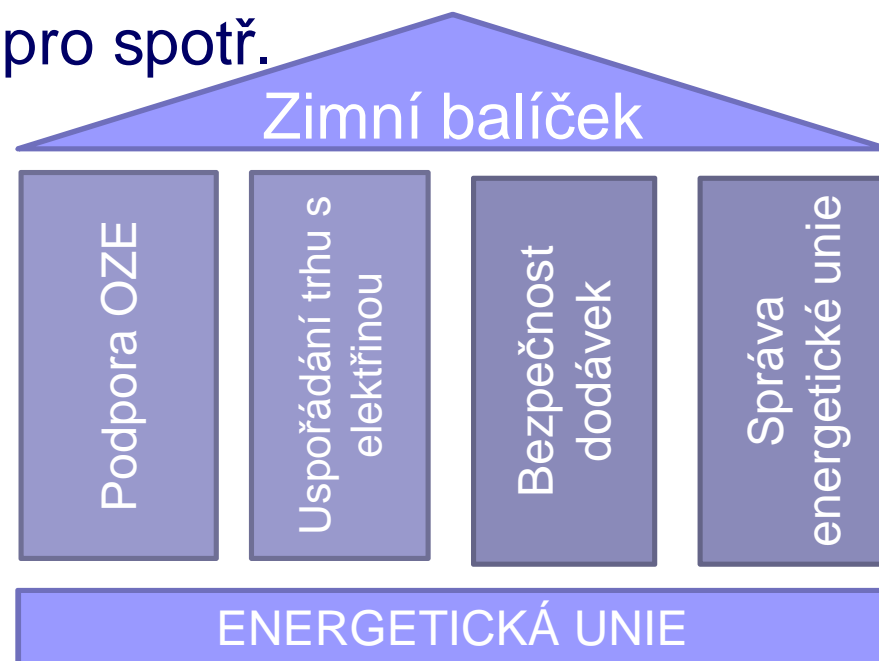 pro spotř.
Zimní balíček
Podpora OZE
Uspořádání trhu s
elektřinou
Bezpečnost
dodávek
Správa
energetické unie
ENERGETICKÁ UNIE